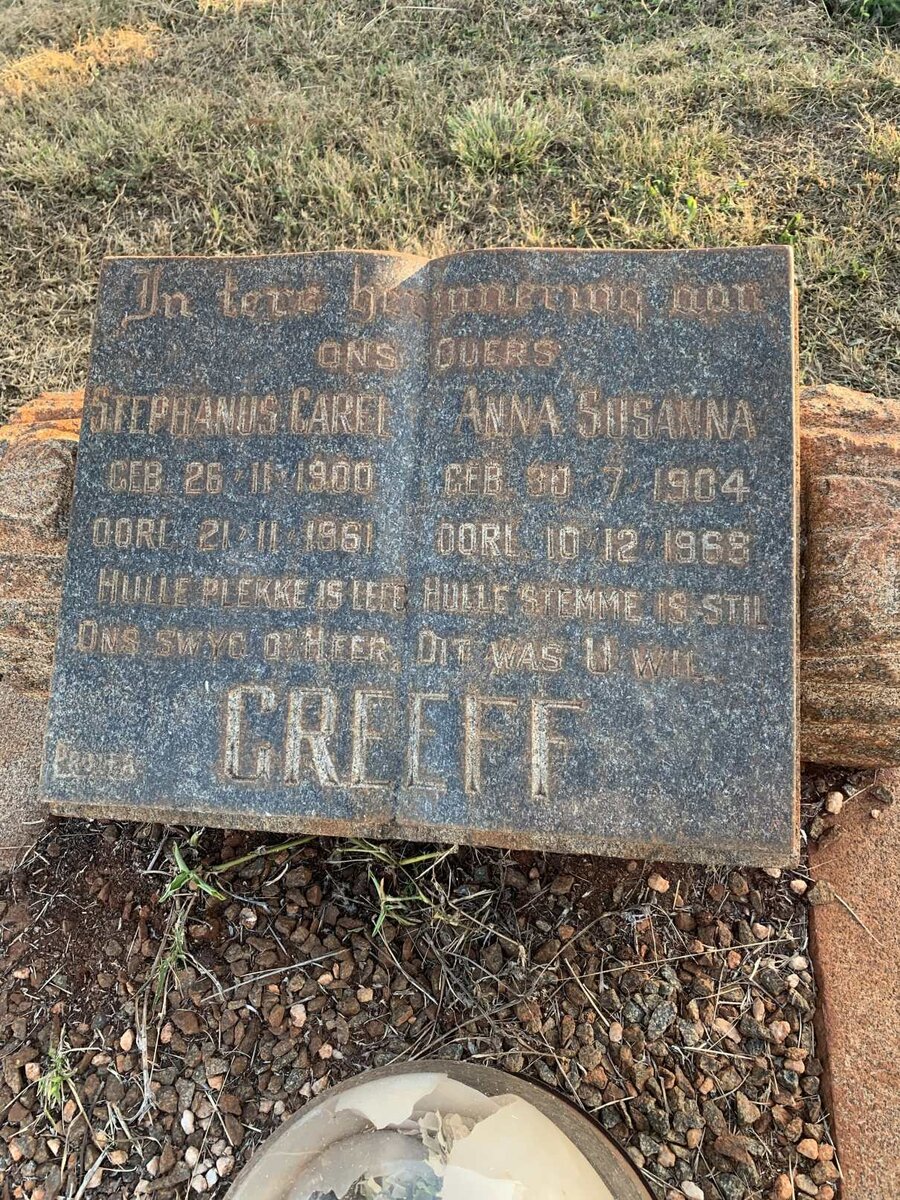 In tere herinnering aan
ONS OUERS
STEPHANUS CAREL ANNA SUSANNA
GEB. 26·11·1900 GEB. 30·7·1904
OORL. 21·11·1961 OORL. 10·12·1968
HULLE PLEKKE IS LEEG HULLE STEMME IS STIL
ONS SWYG O! HEER, DIT WAS U WIL.
GREEFF